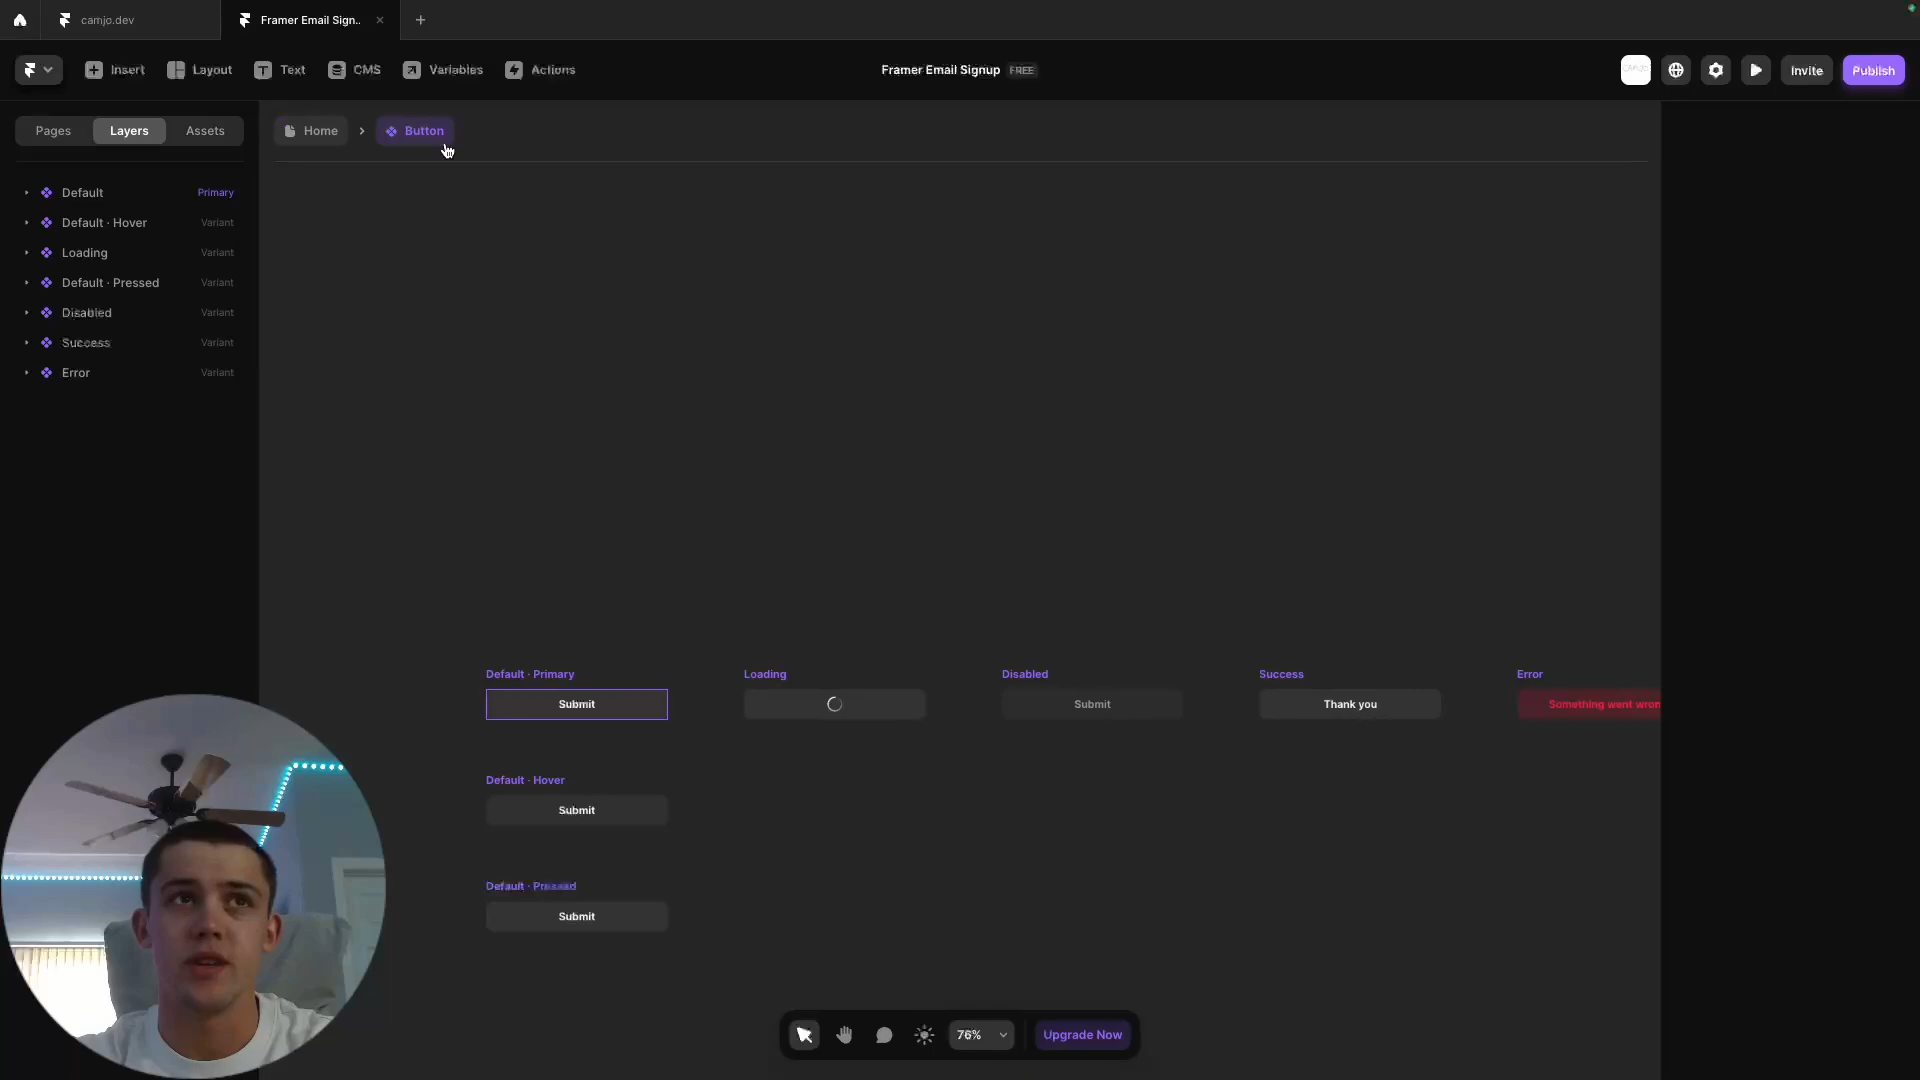 camjo.dev
Framer Email Sign..
Insert
Layout
Text
CMS
Variables
Actions
Framer Email Signup FREE
Invite
Publish
Pages
Layers
Assets
Home
Button
Default Primary
Default · Hover Variant
Loading Variant
Default · Pressed Variant
Disabled Variant
Success Variant
Error Variant
Default · Primary
Loading
Disabled
Success
Error
Submit
Submit
Thank you
Something went wron
Default · Hover
Submit
Default · Pressed
Submit
76%
Upgrade Now